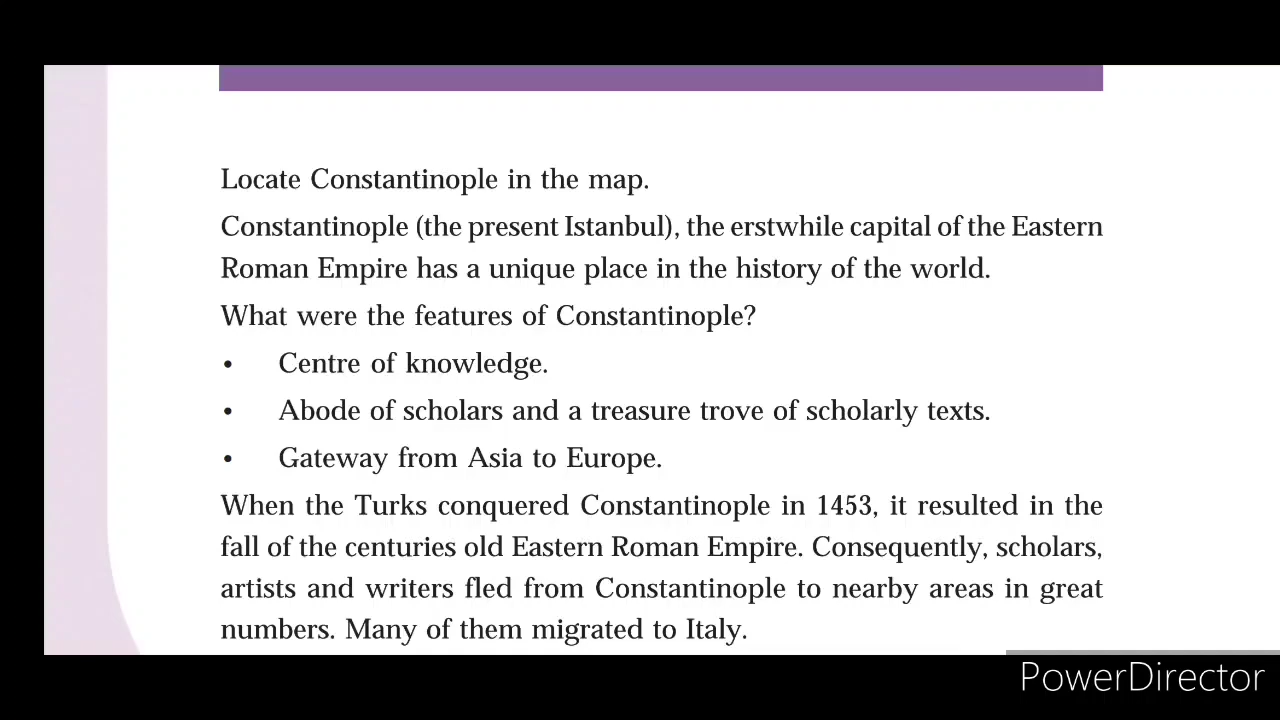 Locate Constantinople in the map.
Constantinople (the present Istanbul), the erstwhile capital of the Eastern
Roman Empire has a unique place in the history of the world.
What were the features of Constantinople?
• Centre of knowledge.
• Abode of scholars and a treasure trove of scholarly texts.
• Gateway from Asia to Europe.
When the Turks conquered Constantinople in 1453, it resulted in the
fall of the centuries old Eastern Roman Empire. Consequently, scholars,
artists and writers fled from Constantinople to nearby areas in great
numbers. Many of them migrated to Italy.
PowerDirector